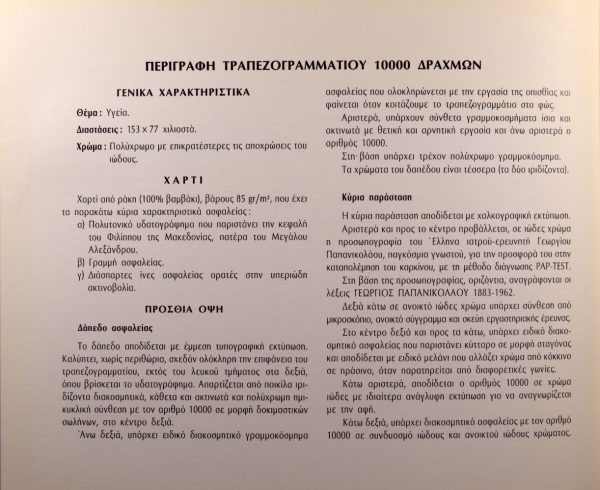 ΠΕΡΙΓΡΑΦΗ ΤΡΑΠΕΖΟΓΡΑΜΜΑΤΙΟΥ 10000 ΔΡΑΧΜΩΝ
ΓΕΝΙΚΑ ΧΑΡΑΚΤΗΡΙΣΤΙΚΑ
Θέμα : Υγεία.
Διαστάσεις : 153 x 77 χιλιοστά.
Χρώμα : Πολύχρωμο με επικρατέστερες τις αποχρώσεις του
ιώδους.
ΧΑΡΤΙ
Χαρτί από ράκη (100% βαμβάκι), βάρους 85 gr/m², που έχει
τα παρακάτω κύρια χαρακτηριστικά ασφαλείας :
α) Πολυτονικό υδατογράφημα που παριστάνει την κεφαλή
του Φιλίππου της Μακεδονίας, πατέρα του Μεγάλου
Αλεξάνδρου.
β) Γραμμή ασφαλείας.
γ) Διάσπαρτες ίνες ασφαλείας ορατές στην υπεριώδη
ακτινοβολία.
ΠΡΟΣΘΙΑ ΟΨΗ
Δάπεδο ασφαλείας
Το δάπεδο αποδίδεται με έμμεση τυπογραφική εκτύπωση.
Καλύπτει, χωρίς περιθώρια, σχεδόν ολόκληρη την επιφάνεια του
τραπεζογραμματίου, εκτός του λευκού τμήματος στα δεξιά,
όπου βρίσκεται το υδατογράφημα. Απαρτίζεται από ποικίλα ιρι-
δίζοντα διακοσμητικά, κάθετα και ακτινωτά και πολύχρωμη ημι-
κυκλική σύνθεση με τον αριθμό 10000 σε μορφή δοκιμαστικών
σωλήνων, στο κέντρο δεξιά.
Άνω δεξιά, υπάρχει ειδικό διακοσμητικό γραμμοκόσμημα
ασφαλείας που ολοκληρώνεται με την εργασία της οπισθίας και
φαίνεται όταν κοιτάζουμε το τραπεζογραμμάτιο στο φώς.
Αριστερά, υπάρχουν σύνθετα γραμμοκοσμήματα ίσια και
ακτινωτά με θετική και αρνητική εργασία και άνω αριστερά ο
αριθμός 10000.
Στη βάση υπάρχει τρέχον πολύχρωμο γραμμοκόσμημα.
Τα χρώματα του δαπέδου είναι τέσσερα (τα δύο ιριδίζοντα).
Κύρια παράσταση
Η κύρια παράσταση αποδίδεται με χαλκογραφική εκτύπωση.
Αριστερά και προς το κέντρο προβάλλεται, σε ιώδες χρώμα
η προσωπογραφία του Έλληνα ιατρού-ερευνητή Γεωργίου
Παπανικολάου, παγκόσμια γνωστού, για την προσφορά του στην
καταπολέμηση του καρκίνου, με τη μέθοδο διάγνωσης PAP-TEST.
Στη βάση της προσωπογραφίας, οριζόντια, αναγράφονται οι
λέξεις ΓΕΩΡΓΙΟΣ ΠΑΠΑΝΙΚΟΛΑΟΥ 1883-1962.
Δεξιά κάτω σε ανοικτό ιώδες χρώμα υπάρχει σύνθεση από
μικροσκόπιο, ανοικτό σύγγραμμα και σκεύη εργαστηριακής έρευνας.
Στο κέντρο δεξιά και προς τα κάτω, υπάρχει ειδικό διακο-
σμητικό ασφαλείας που παριστάνει κύτταρο σε μορφή σταγόνας
και αποδίδεται με ειδικό μελάνι που αλλάζει χρώμα από κόκκινο
σε πράσινο, όταν παρατηρείται από διαφορετικές γωνίες.
Κάτω αριστερά, αποδίδεται ο αριθμός 10000 σε χρώμα
ιώδες με ιδιαίτερα ανάγλυφη εκτύπωση για να αναγνωρίζεται
με την αφή.
Κάτω δεξιά, υπάρχει διακοσμητικό ασφαλείας με τον αριθμό
10000 σε συνδυασμό ιώδους και ανοικτού ιώδους χρώματος.